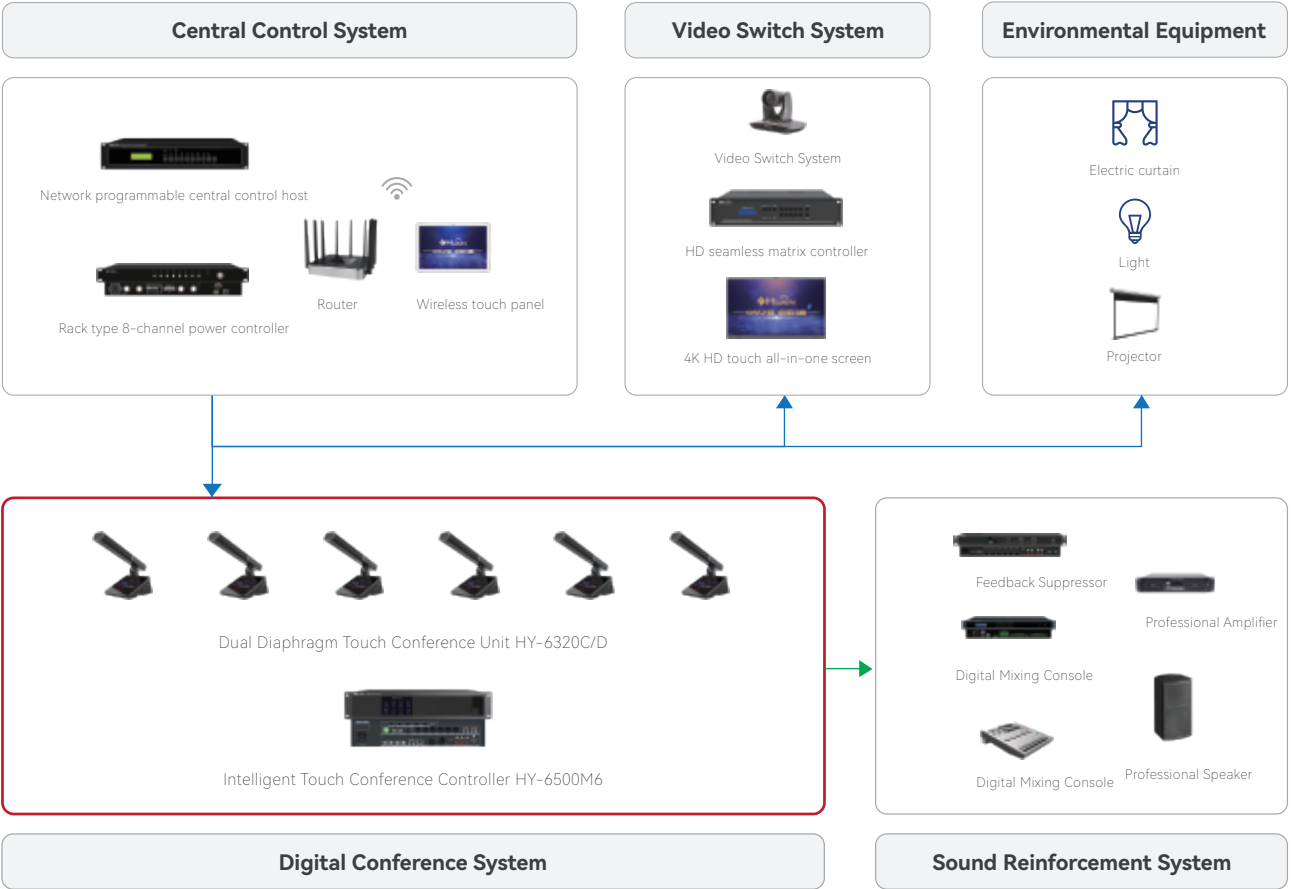 Central Control System
Video Switch System
Environmental Equipment
Network programmable central control host
Rack type 8-channel power controller
Router
Wireless touch panel
Video Switch System
HD seamless matrix controller
4K HD touch all-in-one screen
Electric curtain
Light
Projector
Dual Diaphragm Touch Conference Unit HY-6320C/D
Intelligent Touch Conference Controller HY-6500M6
Feedback Suppressor
Professional Amplifier
Digital Mixing Console
Digital Mixing Console
Professional Speaker
Digital Conference System
Sound Reinforcement System